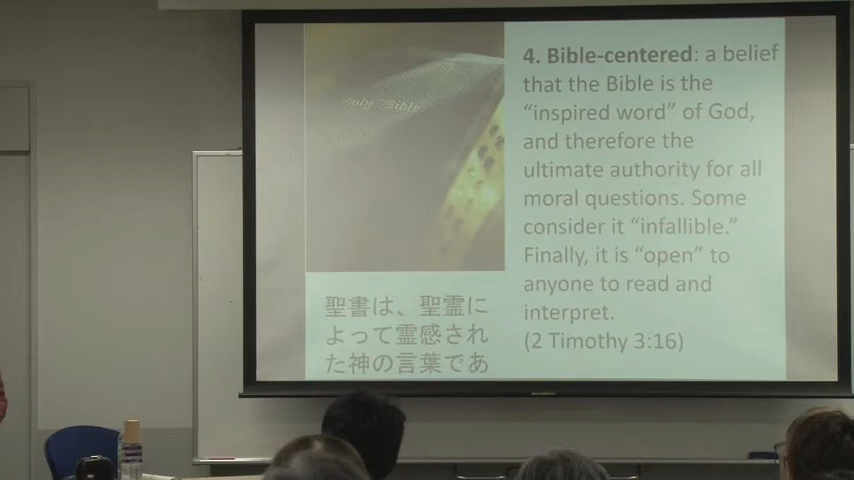 Holy Bible
4. Bible-centered: a belief
that the Bible is the
“inspired word” of God,
and therefore the
ultimate authority for all
moral questions. Some
consider it “infallible.”
Finally, it is “open” to
anyone to read and
interpret.
(2 Timothy 3:16)
聖書は、聖霊に
よって霊感され
た神の言葉であ